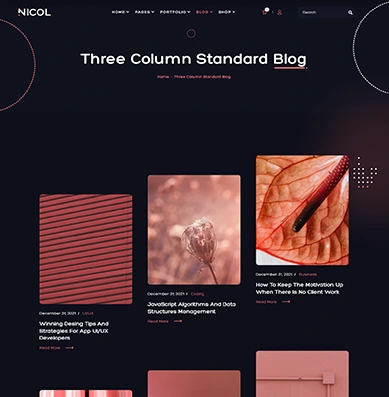 NICOL
HOME PAGES PORTFOLIO BLOG SHOP
Search
Three Column Standard Blog
Home - Three Column Standard Blog
December 31, 2021 / UI/UX
Winning Desing Tips And
Strategies For App UI/UX
Developers
Read More
December 31, 2021 / Coding
JavaScript Algorithms And Data
Structures Management
Read More
December 31, 2021 / Business
How To Keep The Motivation Up
When There Is No Client Work
Read More